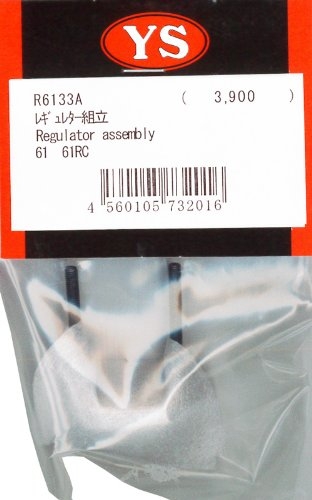 YS
R6133A ( 3,900 )
ﾚｷﾞｭﾚﾀｰ組立
Regulator assembly
61 61RC
4 560105 732016